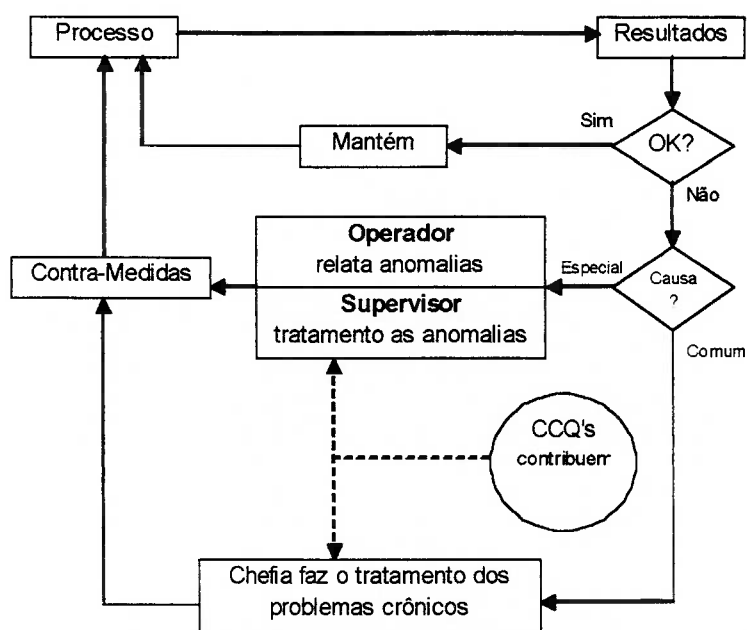 Processo
Resultados
Sim
OK?
Mantém
Não
Operador
relata anomalias
Especial
Causa
?
Contra-Medidas
Supervisor
tratamento as anomalias
Comum
CCQ's
contribuem
Chefia faz o tratamento dos
problemas crônicos